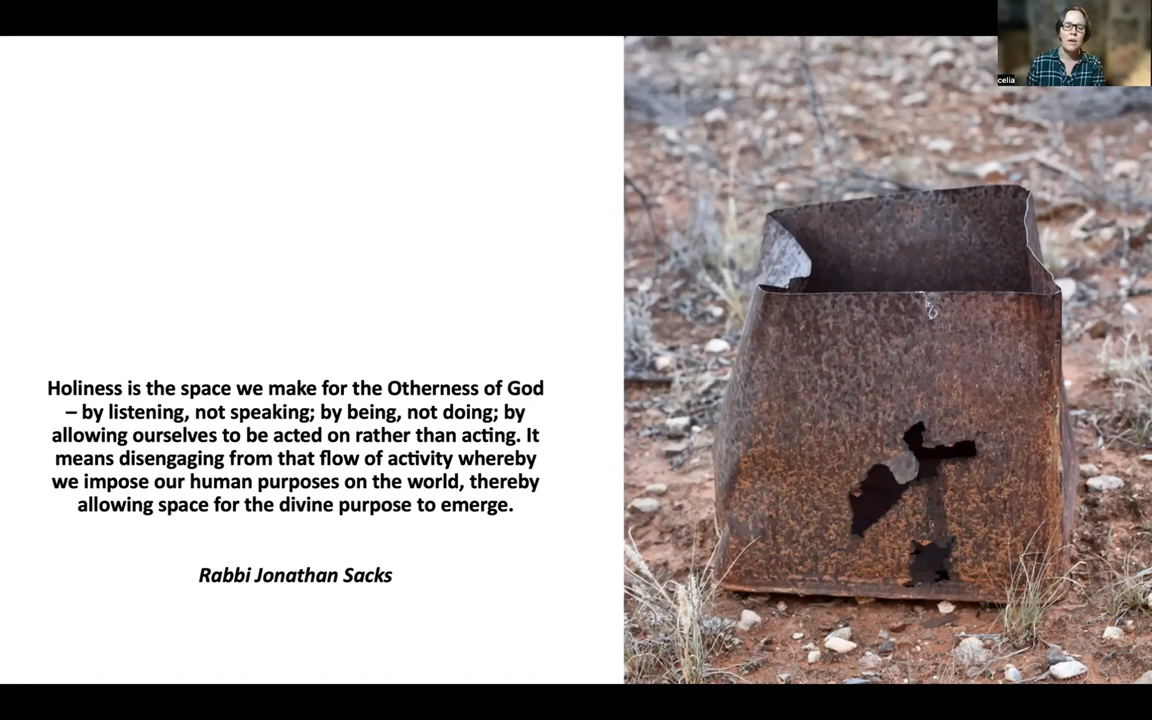 celia
Holiness is the space we make for the Otherness of God
– by listening, not speaking; by being, not doing; by
allowing ourselves to be acted on rather than acting. It
means disengaging from that flow of activity whereby
we impose our human purposes on the world, thereby
allowing space for the divine purpose to emerge.
Rabbi Jonathan Sacks